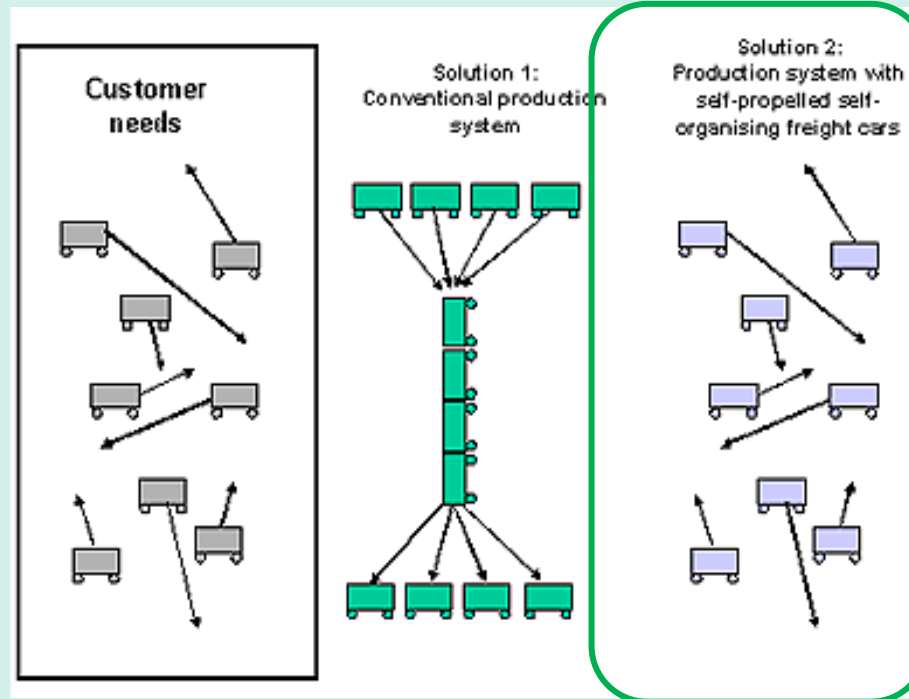 Customer
needs
Solution 1:
Conventional production
system
Solution 2:
Production system with
self-propelled self-
organising freight cars